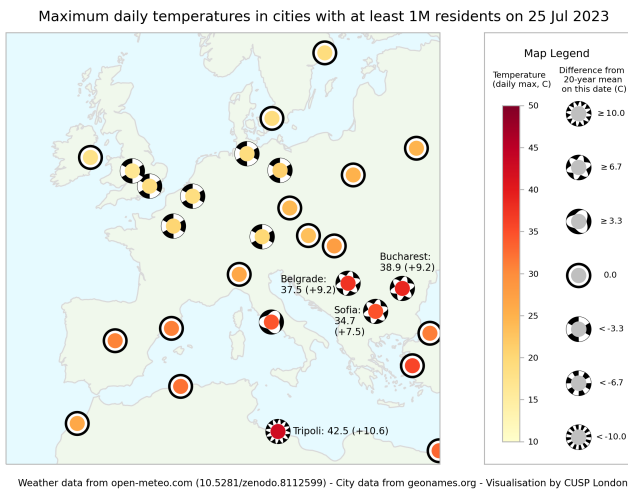 Maximum daily temperatures in cities with at least 1M residents on 25 Jul 2023
Map Legend
Temperature
(daily max, C)
Difference from
20-year mean
on this date (C)
50
45
40
35
30
25
20
15
10
≥ 10.0
≥ 6.7
≥ 3.3
0.0
< -3.3
< -6.7
< -10.0
Bucharest:
38.9 (+9.2)
Belgrade:
37.5 (+9.2)
Sofia:
34.7
(+7.5)
Tripoli: 42.5 (+10.6)
Weather data from open-meteo.com (10.5281/zenodo.8112599) - City data from geonames.org - Visualisation by CUSP London